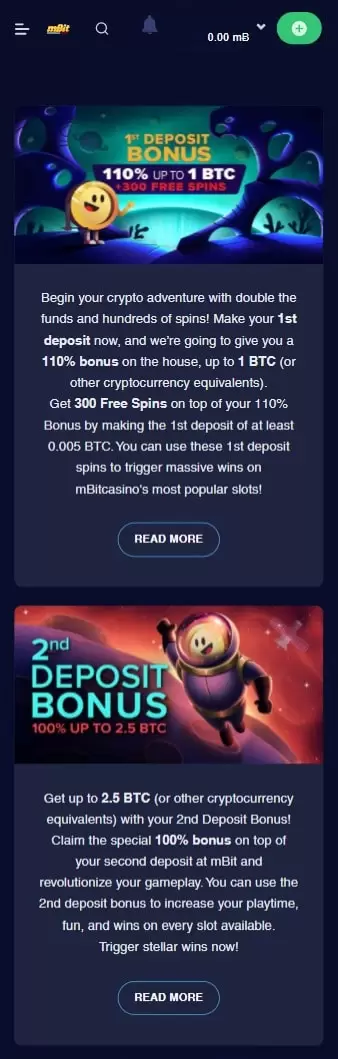 mBit
0.00 mB
1ST DEPOSIT
BONUS
110% UP TO 1 BTC
+300 FREE SPINS
Begin your crypto adventure with double the
funds and hundreds of spins! Make your 1st
deposit now, and we're going to give you a
110% bonus on the house, up to 1 BTC (or
other cryptocurrency equivalents).
Get 300 Free Spins on top of your 110%
Bonus by making the 1st deposit of at least
0.005 BTC. You can use these 1st deposit
spins to trigger massive wins on
mBitcasino's most popular slots!
READ MORE
2nd
DEPOSIT
BONUS
100% UP TO 2.5 BTC
Get up to 2.5 BTC (or other cryptocurrency
equivalents) with your 2nd Deposit Bonus!
Claim the special 100% bonus on top of
your second deposit at mBit and
revolutionize your gameplay. You can use the
2nd deposit bonus to increase your playtime,
fun, and wins on every slot available.
Trigger stellar wins now!
READ MORE